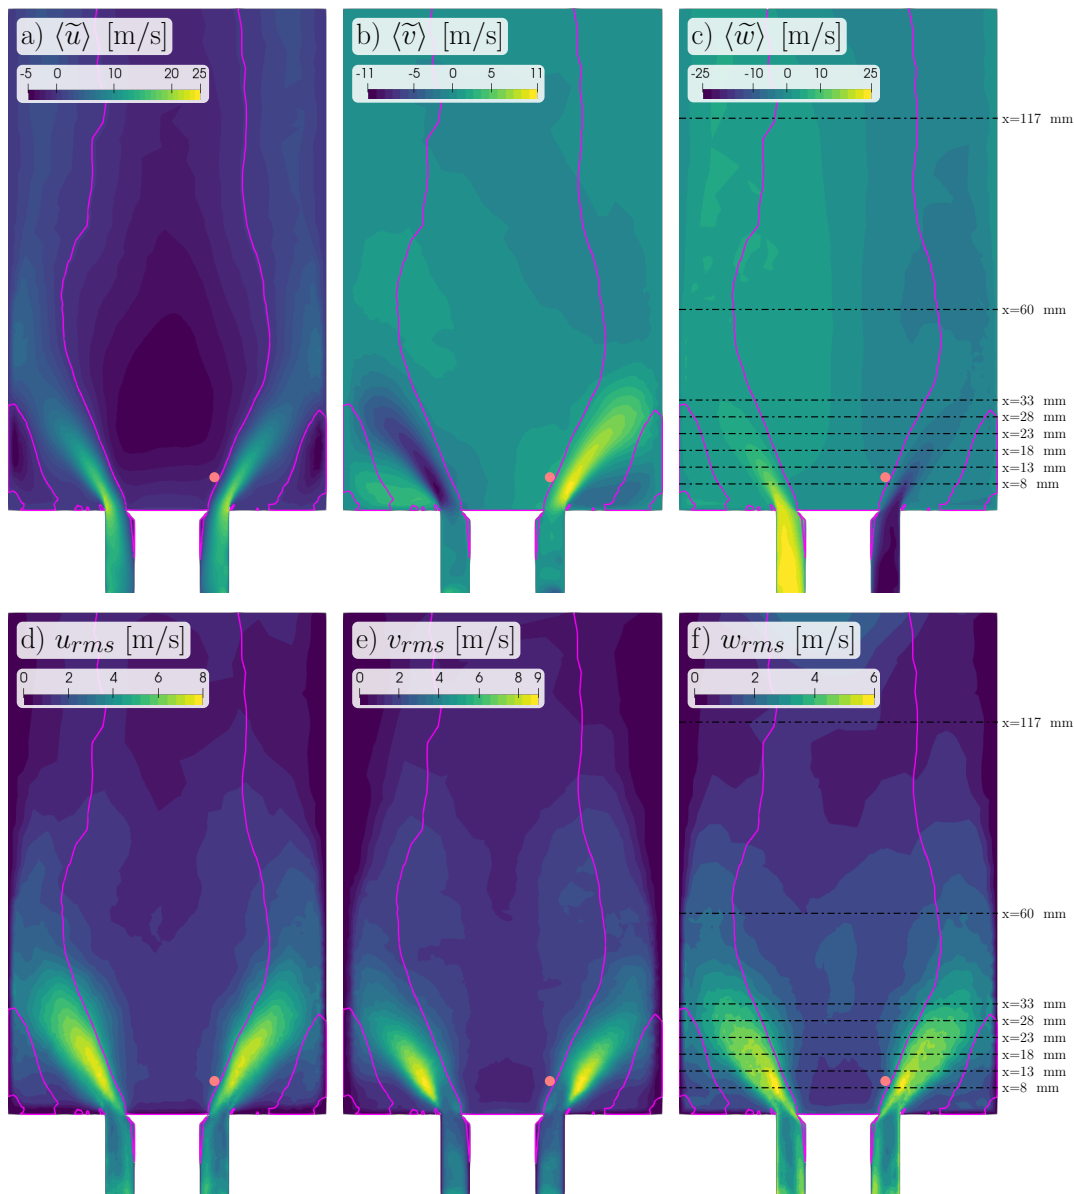 a) ⟨ũ⟩ [m/s]
-5 0 10 20 25
b) ⟨ṽ⟩ [m/s]
-11 -5 0 5 11
c) ⟨w̃⟩ [m/s]
-25 -10 0 10 25
x=117 mm
x=60 mm
x=33 mm
x=28 mm
x=23 mm
x=18 mm
x=13 mm
x=8 mm
d) u_rms [m/s]
0 2 4 6 8
e) v_rms [m/s]
0 2 4 6 8 9
f) w_rms [m/s]
0 2 4 6
x=117 mm
x=60 mm
x=33 mm
x=28 mm
x=23 mm
x=18 mm
x=13 mm
x=8 mm